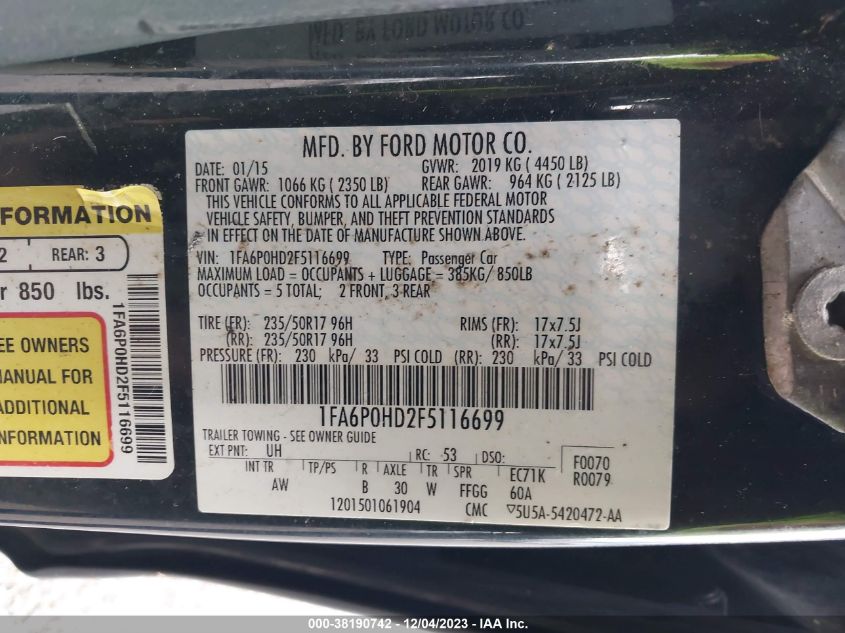 MFD. BY FORD MOTOR CO.
MFD. BY FORD MOTOR CO.
DATE: 01/15 GVWR: 2019 KG ( 4450 LB)
FRONT GAWR: 1066 KG ( 2350 LB) REAR GAWR: 964 KG ( 2125 LB)
THIS VEHICLE CONFORMS TO ALL APPLICABLE FEDERAL MOTOR
VEHICLE SAFETY, BUMPER, AND THEFT PREVENTION STANDARDS
IN EFFECT ON THE DATE OF MANUFACTURE SHOWN ABOVE.
VIN: 1FA6P0HD2F5116699 TYPE: Passenger Car
MAXIMUM LOAD = OCCUPANTS + LUGGAGE = 385KG/ 850LB
OCCUPANTS = 5 TOTAL; 2 FRONT, 3 REAR
TIRE (FR): 235/50R17 96H RIMS (FR): 17x7.5J
(RR): 235/50R17 96H (RR): 17x7.5J
PRESSURE (FR): 230 kPa/ 33 PSI COLD (RR): 230 kPa/ 33 PSI COLD
1FA6P0HD2F5116699
TRAILER TOWING - SEE OWNER GUIDE
EXT PNT: UH RC: 53 DSO:
F0070
R0079
INT TR TP/PS R AXLE TR SPR EC71K
AW B 30 W FFGG 60A
1201501061904 CMC ▽5U5A-5420472-AA
FORMATION
2 REAR: 3
r 850 lbs.
EE OWNERS
MANUAL FOR
ADDITIONAL
FORMATION
1FA6P0HD2F5116699
000-38190742 - 12/04/2023 - © IAA, Inc.